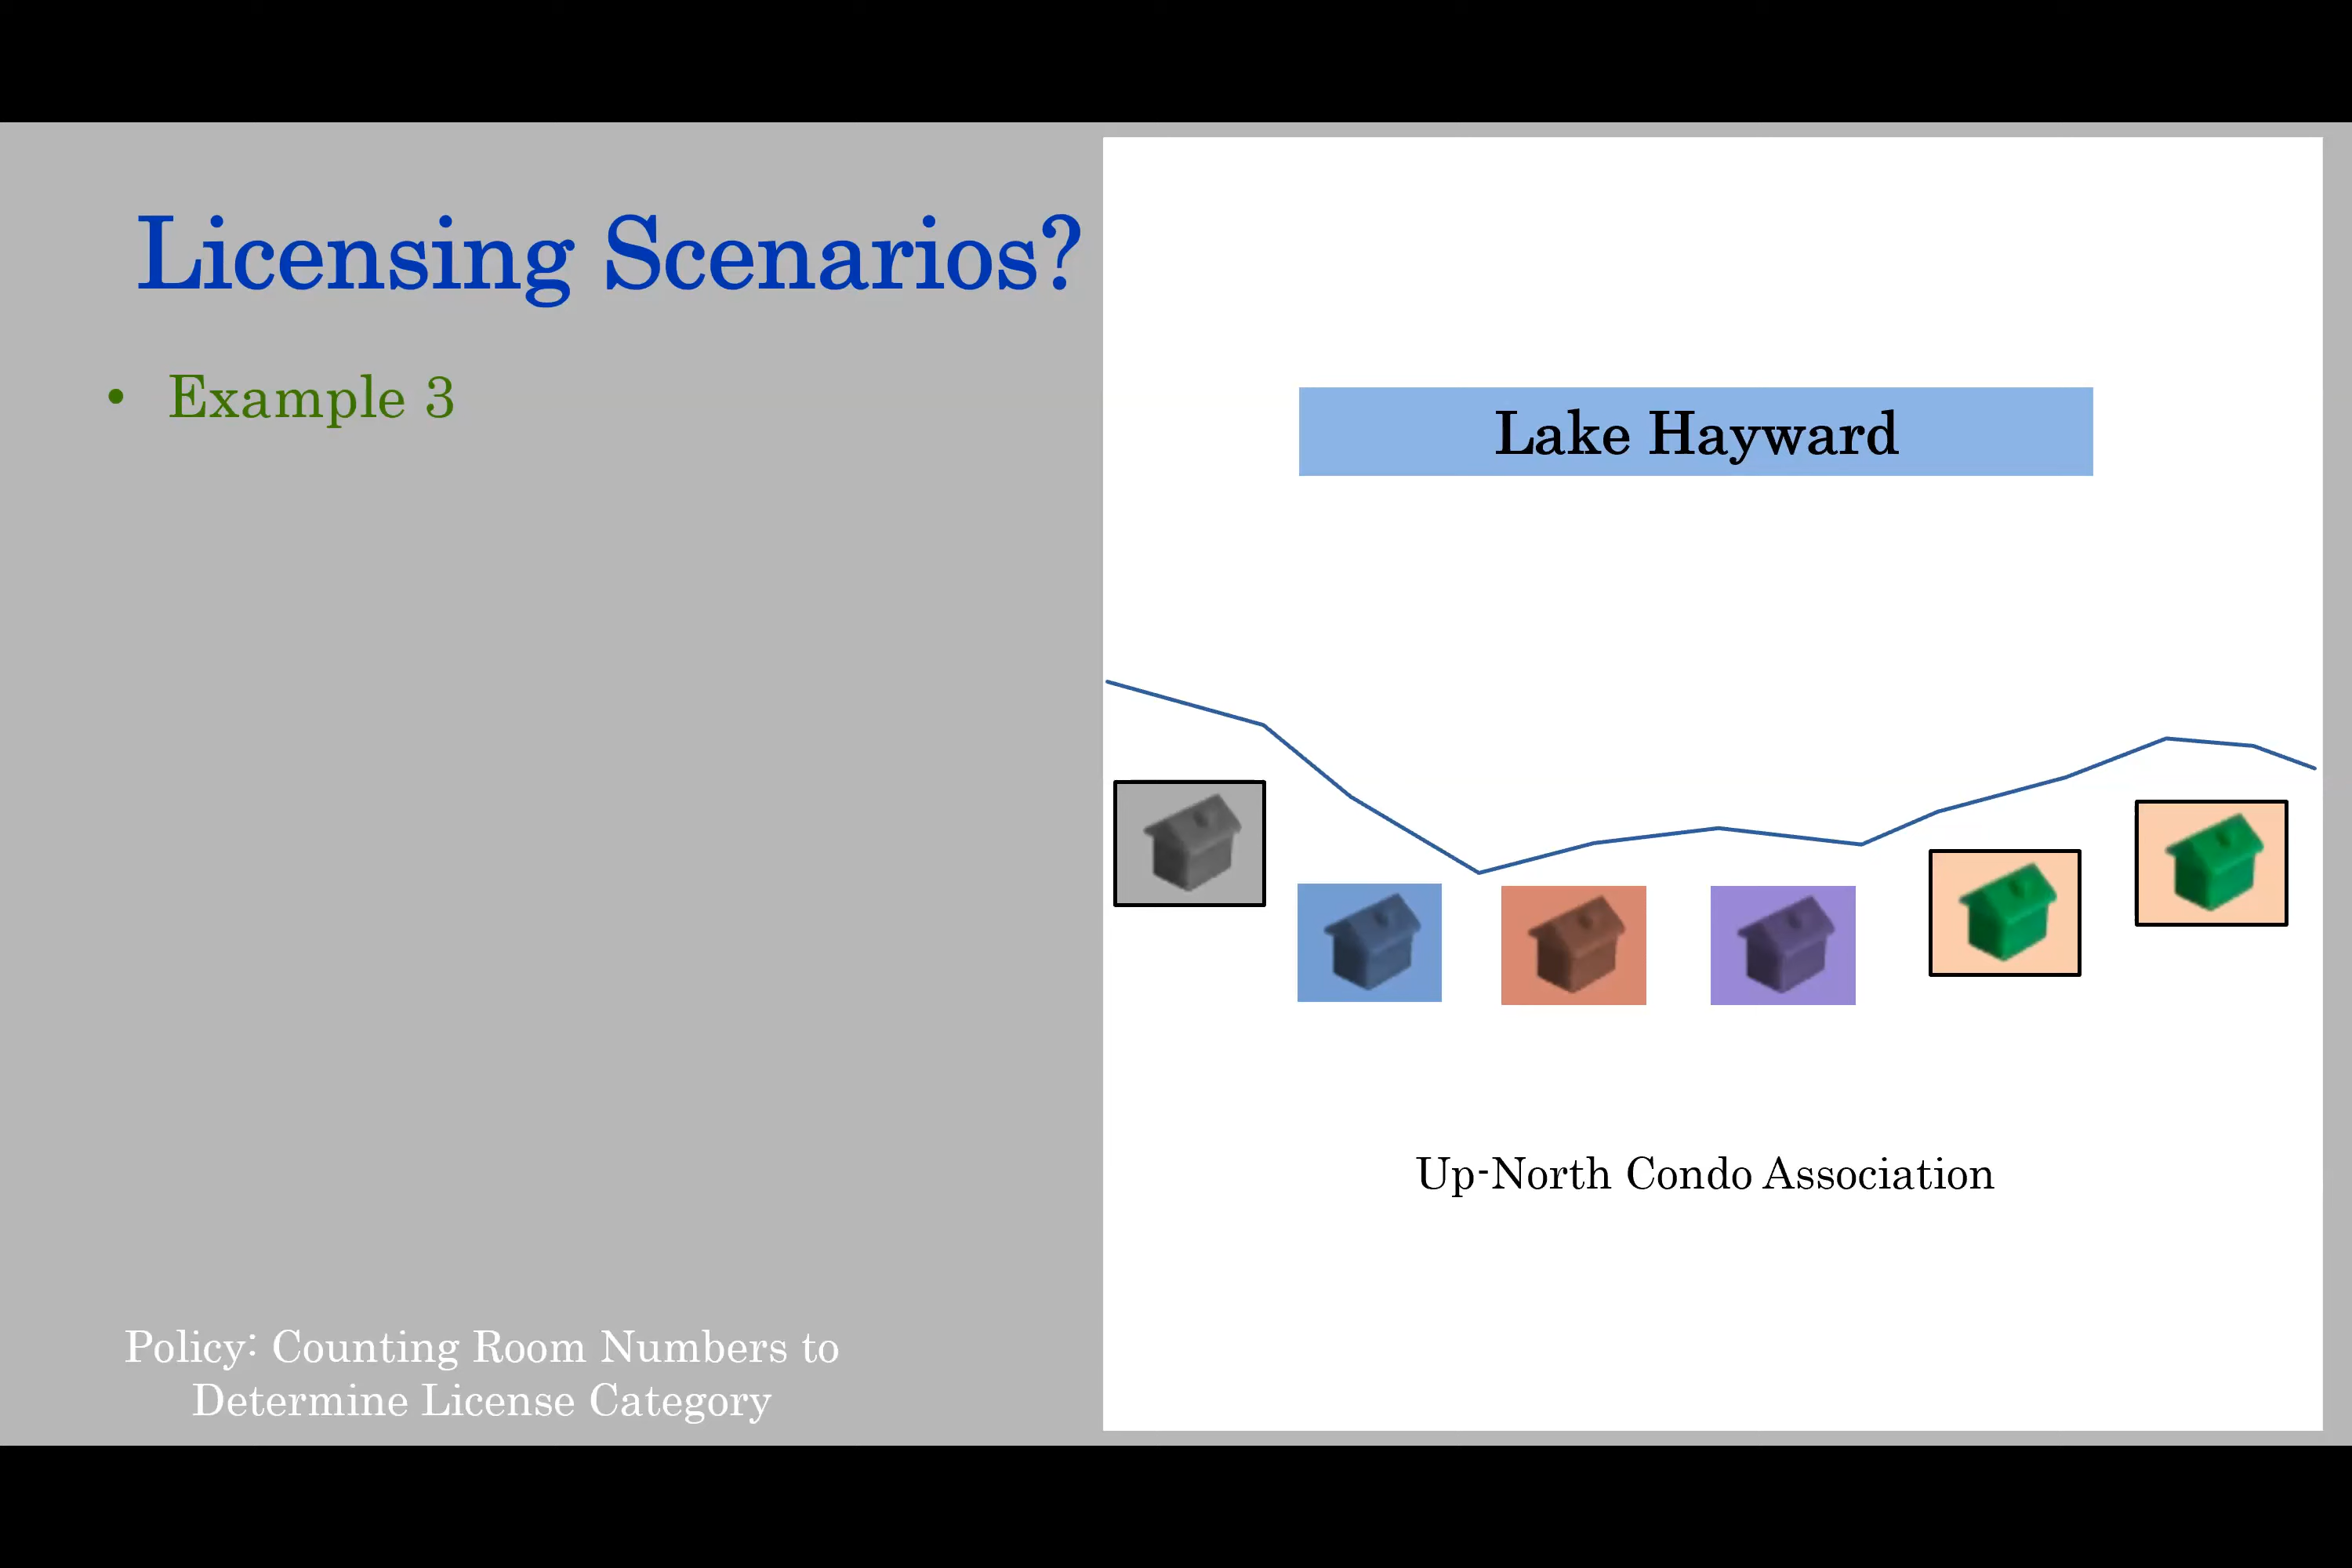 Licensing Scenarios?
• Example 3
Lake Hayward
Up-North Condo Association
Policy: Counting Room Numbers to
Determine License Category